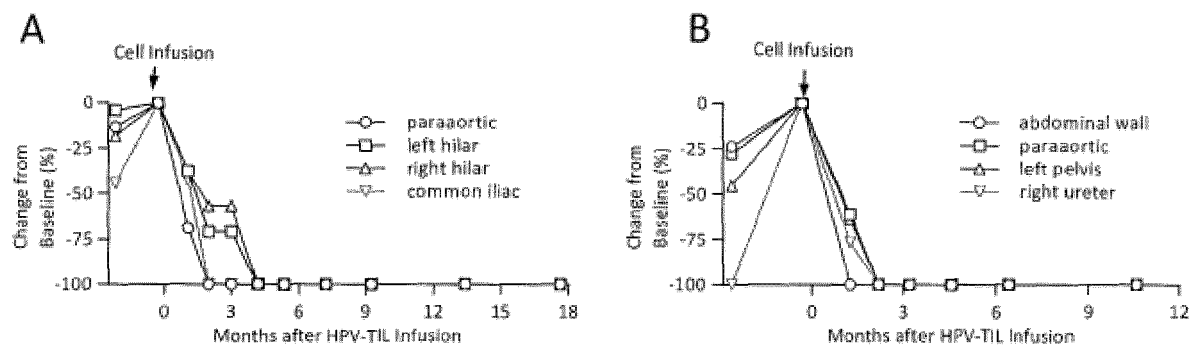 A
Cell Infusion
Change from
Baseline (%)
0
-25
-50
-75
-100
paraaortic
left hilar
right hilar
common iliac
0 3 6 9 12 15 18
Months after HPV-TIL Infusion
B
Cell Infusion
Change from
Baseline (%)
0
-25
-50
-75
-100
abdominal wall
paraaortic
left pelvis
right ureter
0 3 6 9 12
Months after HPV-TIL Infusion